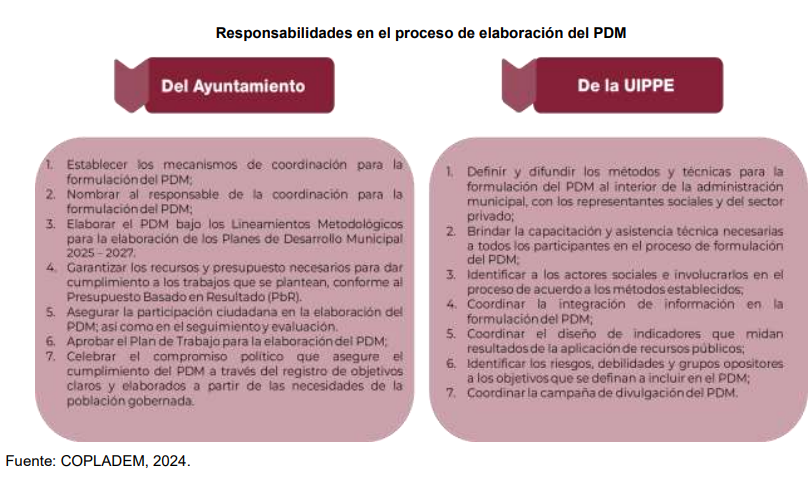 Responsabilidades en el proceso de elaboración del PDM
Del Ayuntamiento
1. Establecer los mecanismos de coordinación para la
formulación del PDM;
2. Nombrar al responsable de la coordinación para la
formulación del PDM;
3. Elaborar el PDM bajo los Lineamientos Metodológicos
para la elaboración de los Planes de Desarrollo Municipal
2025 - 2027.
4. Garantizar los recursos y presupuesto necesarios para dar
cumplimiento a los trabajos que se plantean, conforme al
Presupuesto Basado en Resultado (PbR).
5. Asegurar la participación ciudadana en la elaboración del
PDM; así como en el seguimiento y evaluación.
6. Aprobar el Plan de Trabajo para la elaboración del PDM;
7. Celebrar el compromiso político que asegure el
cumplimiento del PDM a través del registro de objetivos
claros y elaborados a partir de las necesidades de la
población gobernada.
De la UIPPE
1. Definir y difundir los métodos y técnicas para la
formulación del PDM al interior de la administración
municipal, con los representantes sociales y del sector
privado;
2. Brindar la capacitación y asistencia técnica necesarias
a todos los participantes en el proceso de formulación
del PDM;
3. Identificar a los actores sociales e involucrarlos en el
proceso de acuerdo a los métodos establecidos;
4. Coordinar la integración de información en la
formulación del PDM;
5. Coordinar el diseño de indicadores que midan
resultados de la aplicación de recursos públicos;
6. Identificar los riesgos, debilidades y grupos opositores
a los objetivos que se definan a incluir en el PDM;
7. Coordinar la campaña de divulgación del PDM.
Fuente: COPLADEM, 2024.